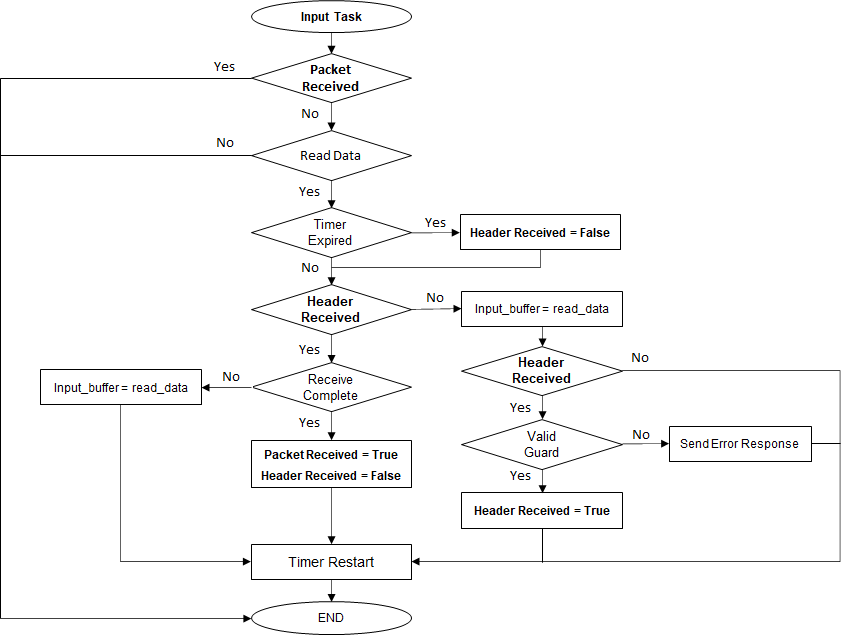 Input Task
Yes
Packet
Received
No
No
Read Data
Yes
Timer
Expired
Yes
Header Received = False
No
Header
Received
No
Input_buffer = read_data
Yes
Header
Received
No
No
Input_buffer = read_data
Receive
Complete
Yes
Yes
Valid
Guard
No
Send Error Response
Packet Received = True
Header Received = False
Yes
Header Received = True
Timer Restart
END